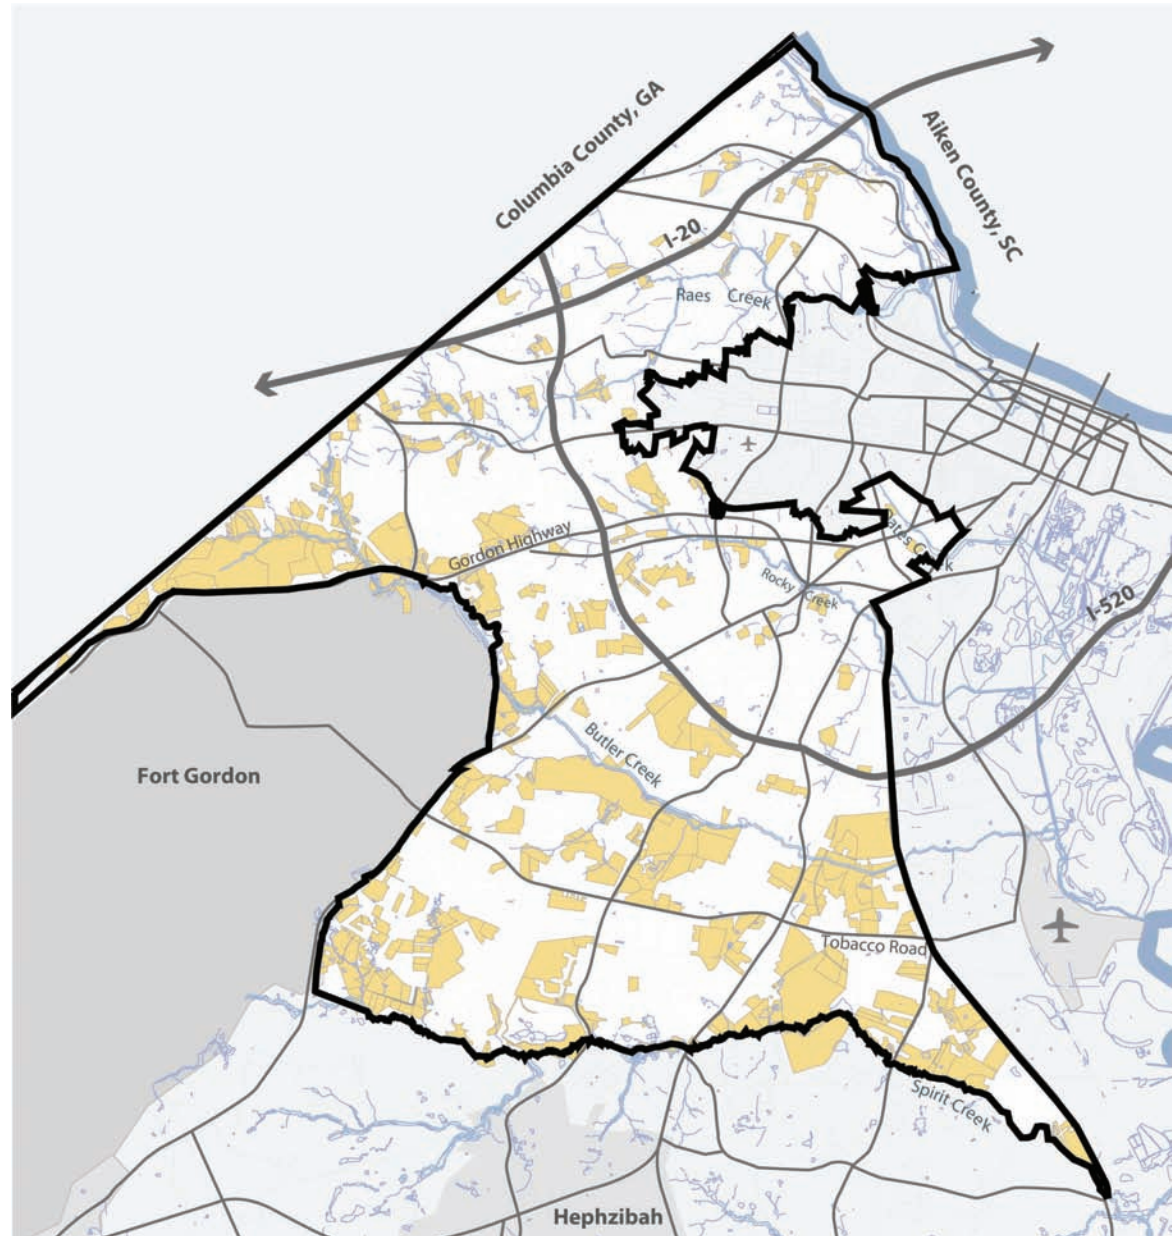 Columbia County, GA
Aiken County, SC
I-20
Raes Creek
Gordon Highway
Rocky Creek
I-520
Butler Creek
Fort Gordon
Tobacco Road
Spirit Creek
Hephzibah